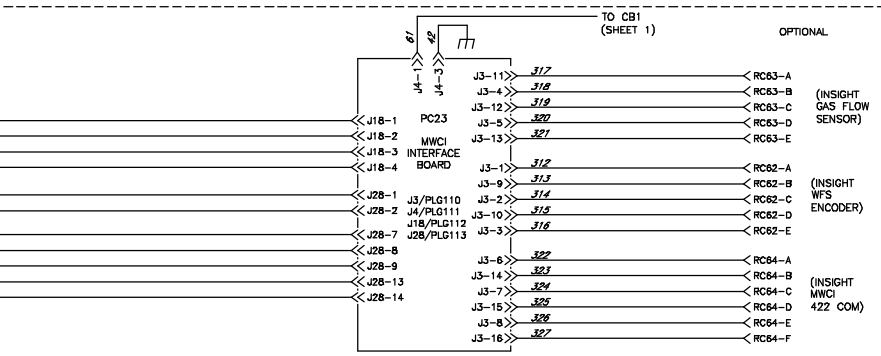 TO CB1
(SHEET 1)
OPTIONAL
61
42
J4-1
J4-3
J3-11 317 RC63-A
J3-4 318 RC63-B
J3-12 319 RC63-C
J3-5 320 RC63-D
J3-13 321 RC63-E
(INSIGHT
GAS FLOW
SENSOR)
J18-1
J18-2
J18-3
J18-4
PC23
MWCI
INTERFACE
BOARD
J3-1 312 RC62-A
J3-9 313 RC62-B
J3-2 314 RC62-C
J3-10 315 RC62-D
J3-3 316 RC62-E
(INSIGHT
WFS
ENCODER)
J28-1
J28-2
J28-7
J28-8
J28-9
J28-13
J28-14
J3/PLG110
J4/PLG111
J18/PLG112
J28/PLG113
J3-6 322 RC64-A
J3-14 323 RC64-B
J3-7 324 RC64-C
J3-15 325 RC64-D
J3-8 326 RC64-E
J3-16 327 RC64-F
(INSIGHT
MWCI
422 COM)